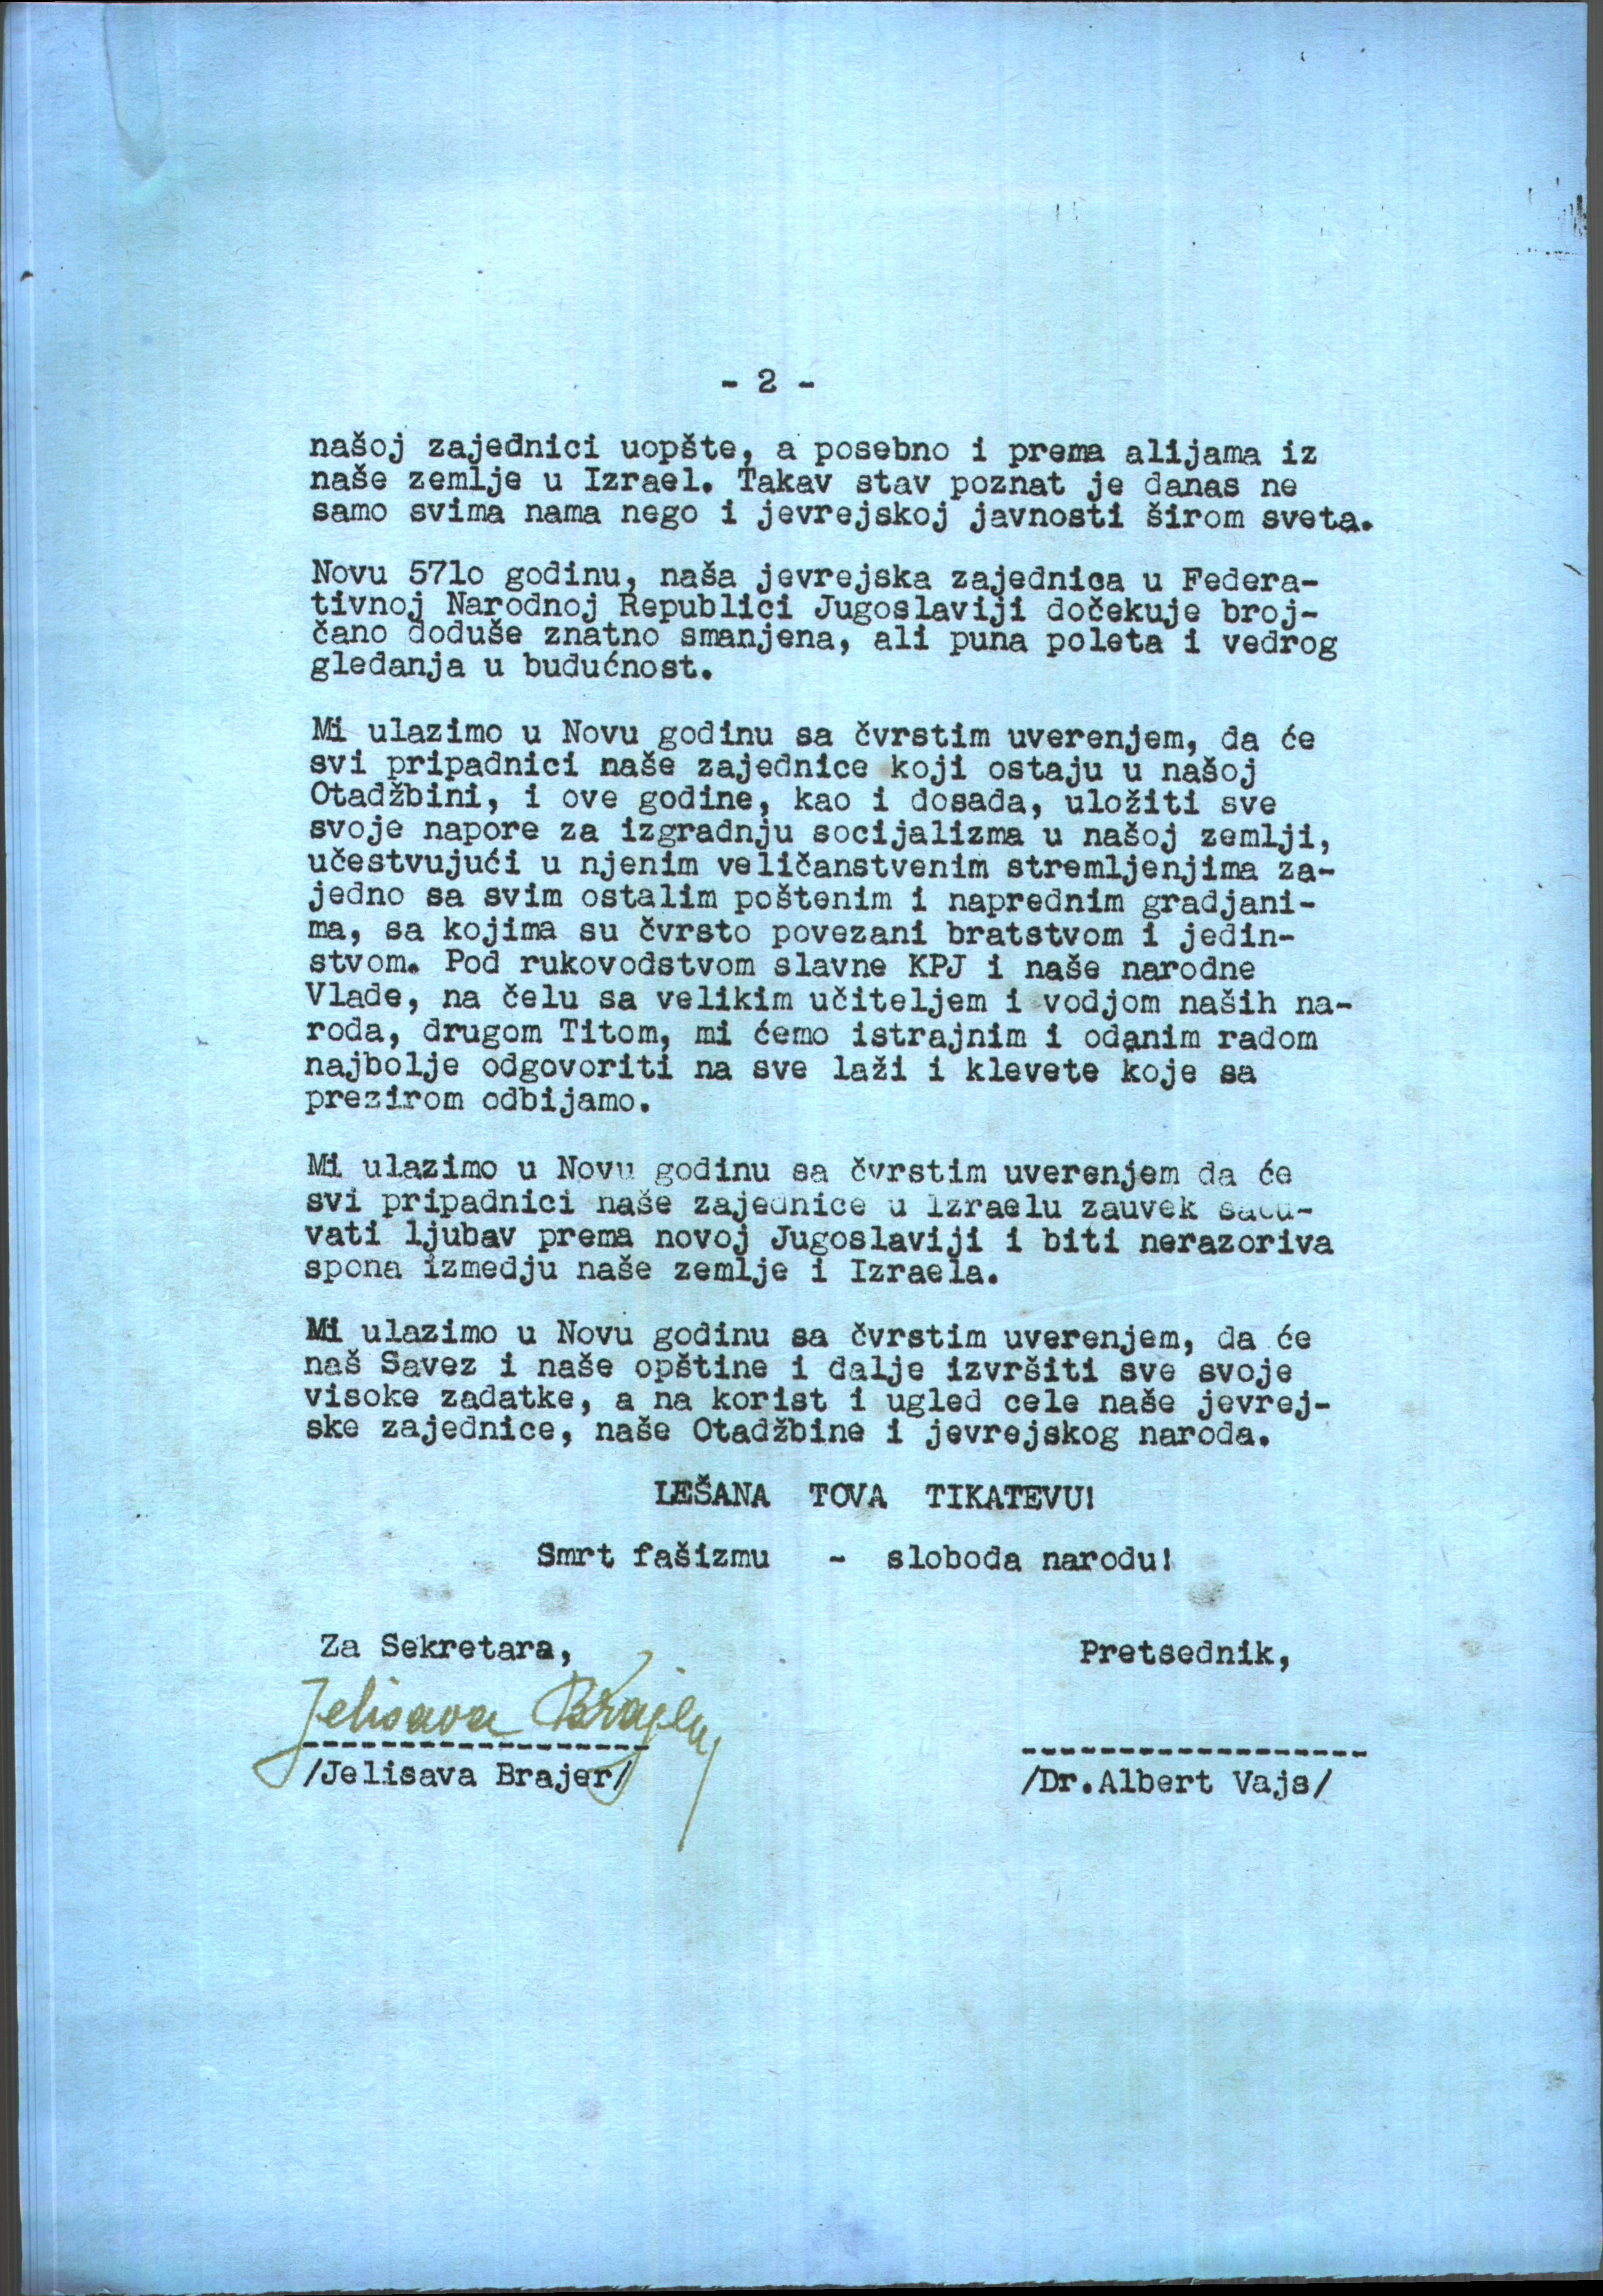 - 2 -
našoj zajednici uopšte, a posebno i prema alijama iz
naše zemlje u Izrael. Takav stav poznat je danas ne
samo svima nama nego i jevrejskoj javnosti širom sveta.
Novu 571o godinu, naša jevrejska zajednica u Federa-
tivnoj Narodnoj Republici Jugoslaviji dočekuje broj-
čano doduše znatno smanjena, ali puna poleta i vedrog
gledanja u budućnost.
Mi ulazimo u Novu godinu sa čvrstim uverenjem, da će
svi pripadnici naše zajednice koji ostaju u našoj
Otadžbini, i ove godine, kao i dosada, uložiti sve
svoje napore za izgradnju socijalizma u našoj zemlji,
učestvujući u njenim veličanstvenim stremljenjima za-
jedno sa svim ostalim poštenim i naprednim gradjani-
ma, sa kojima su čvrsto povezani bratstvom i jedin-
stvom. Pod rukovodstvom slavne KPJ i naše narodne
Vlade, na čelu sa velikim učiteljem i vodjom naših na-
roda, drugom Titom, mi ćemo istrajnim i odanim radom
najbolje odgovoriti na sve laži i klevete koje sa
prezirom odbijamo.
Mi ulazimo u Novu godinu sa čvrstim uverenjem da će
svi pripadnici naše zajednice u Izraelu zauvek saču-
vati ljubav prema novoj Jugoslaviji i biti nerazoriva
spona izmedju naše zemlje i Izraela.
Mi ulazimo u Novu godinu sa čvrstim uverenjem, da će
naš Savez i naše opštine i dalje izvršiti sve svoje
visoke zadatke, a na korist i ugled cele naše jevrej-
ske zajednice, naše Otadžbine i jevrejskog naroda.
LEŠANA TOVA TIKATEVU!
Smrt fašizmu - sloboda narodu!
Za Sekretara, Pretsednik,
Jelisava Brajer
/Jelisava Brajer/ /Dr.Albert Vajs/